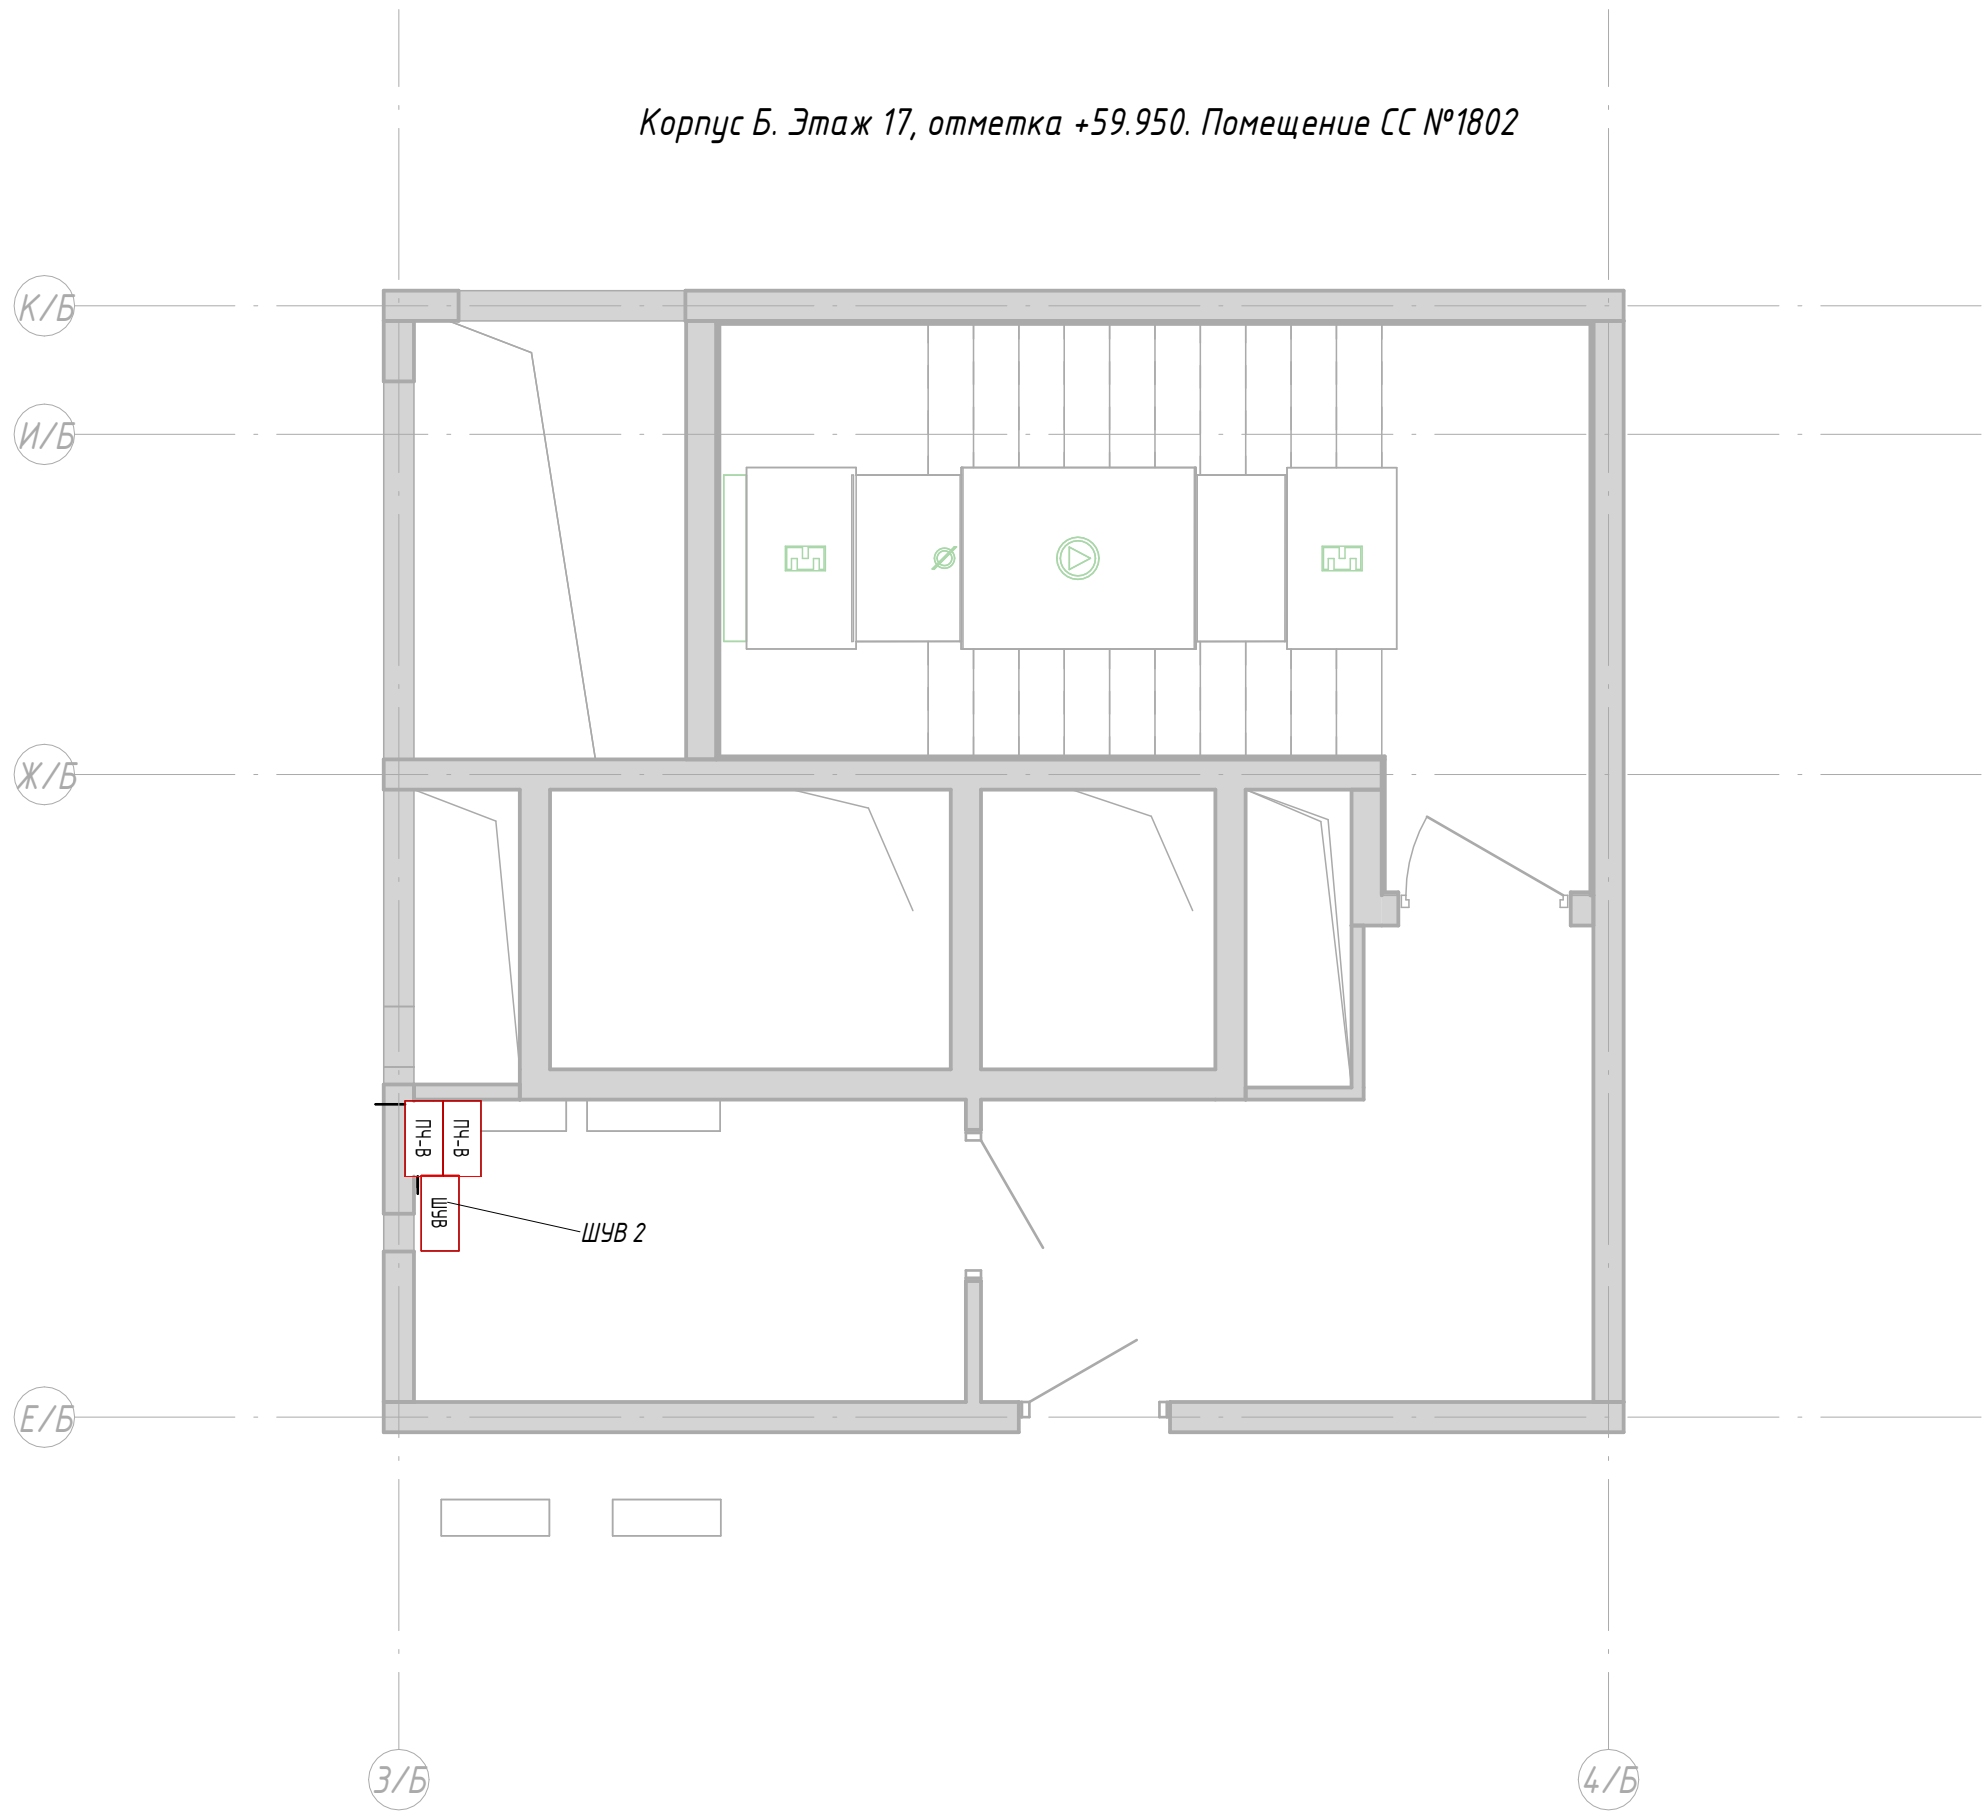 Корпус Б. Этаж 17, отметка +59.950. Помещение СС №1802
К/Б
И/Б
Ж/Б
ПЧ-В
ПЧ-В
ШУВ
ШУВ 2
Е/Б
3/Б
4/Б